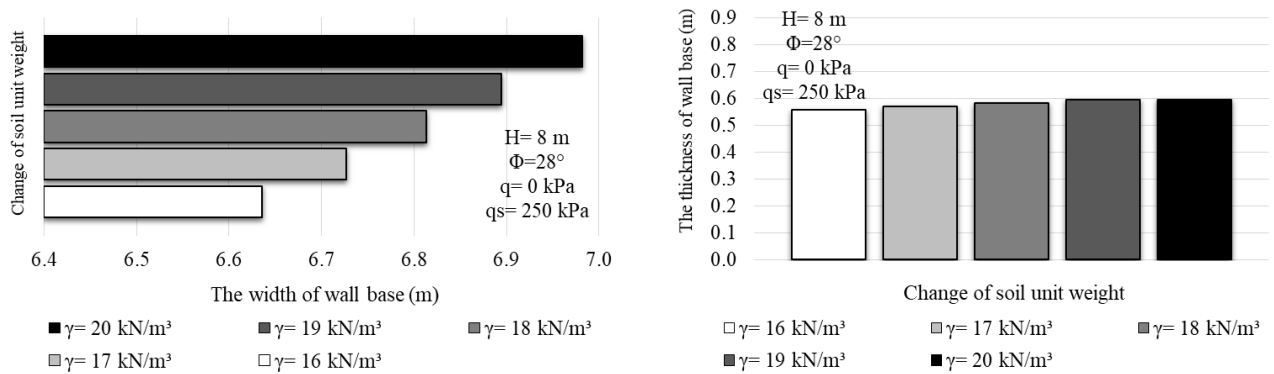 Change of soil unit weight
H= 8 m
Φ=28°
q= 0 kPa
qs= 250 kPa
6.4 6.5 6.6 6.7 6.8 6.9 7.0
The width of wall base (m)
γ= 20 kN/m³ γ= 19 kN/m³ γ= 18 kN/m³
γ= 17 kN/m³ γ= 16 kN/m³
The thickness of wall base (m)
0.9
0.8
0.7
0.6
0.5
0.4
0.3
0.2
0.1
0.0
H= 8 m
Φ=28°
q= 0 kPa
qs= 250 kPa
Change of soil unit weight
γ= 16 kN/m³ γ= 17 kN/m³ γ= 18 kN/m³
γ= 19 kN/m³ γ= 20 kN/m³